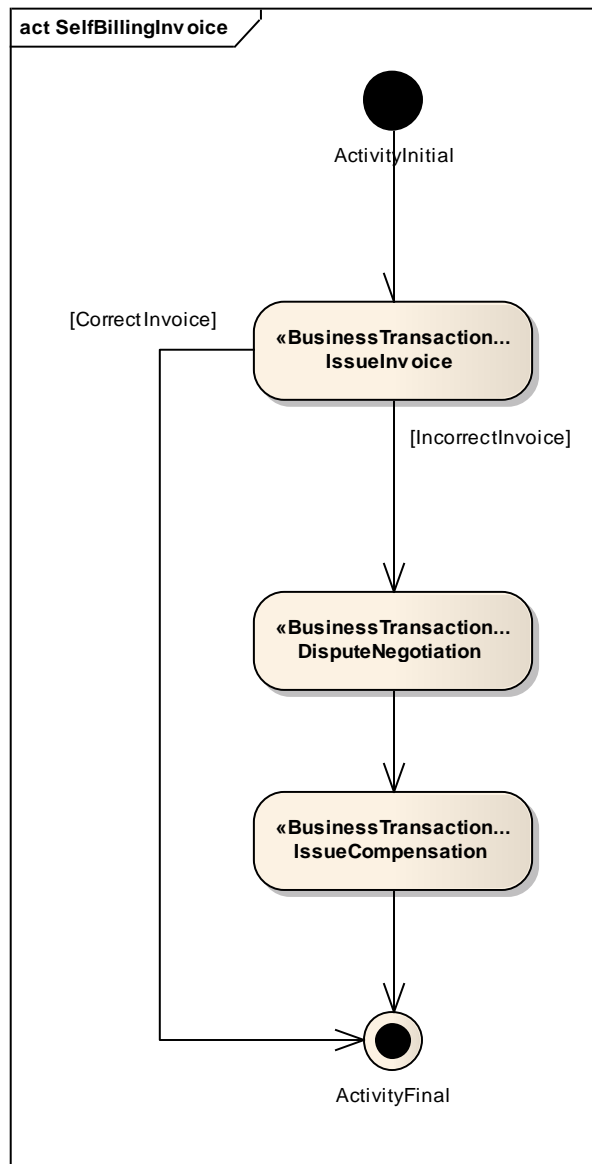 act SelfBillingInvoice
ActivityInitial
[CorrectInvoice]
«BusinessTransaction...
IssueInvoice
[IncorrectInvoice]
«BusinessTransaction...
DisputeNegotiation
«BusinessTransaction...
IssueCompensation
ActivityFinal